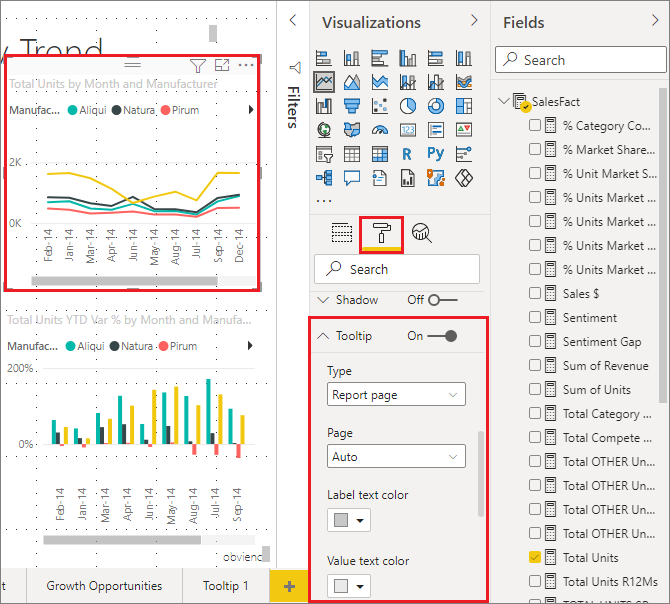 y Trend
Total Units by Month and Manufacturer
Manufac... Aliqui Natura Pirum
2K
0K
Feb-14 Jan-14 Mar-14 Apr-14 Jun-14 May-14 Aug-14 Jul-14 Sep-14 Dec-14
Total Units YTD Var % by Month and Manufa...
Manufac... Aliqui Natura Pirum
200%
0%
Feb-14 Jan-14 Mar-14 Apr-14 Jun-14 May-14 Aug-14 Jul-14 Sep-14
obvienc
t
Growth Opportunities
Tooltip 1
+
Filters
Visualizations
123
R
Py
...
Search
Shadow Off
Tooltip On
Type
Report page
Page
Auto
Label text color
Value text color
Fields
Search
SalesFact
% Category Co...
% Market Share...
% Unit Market S...
% Units Market ...
% Units Market ...
% Units Market ...
% Units Market ...
Sales $
Sentiment
Sentiment Gap
Sum of Revenue
Sum of Units
Total Category ...
Total Compete ...
Total OTHER Un...
Total OTHER Un...
Total OTHER Un...
Total OTHER Un...
Total Units
Total Units R12Ms